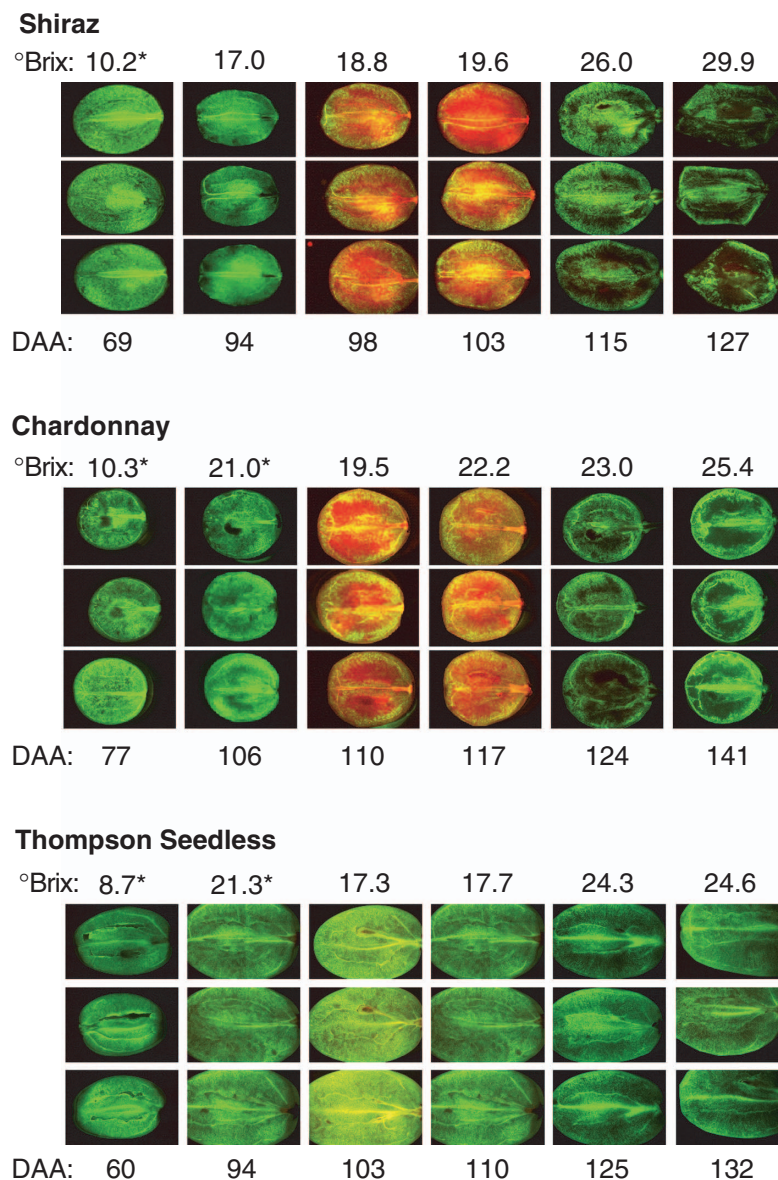 Shiraz
°Brix: 10.2* 17.0 18.8 19.6 26.0 29.9
DAA: 69 94 98 103 115 127
Chardonnay
°Brix: 10.3* 21.0* 19.5 22.2 23.0 25.4
DAA: 77 106 110 117 124 141
Thompson Seedless
°Brix: 8.7* 21.3* 17.3 17.7 24.3 24.6
DAA: 60 94 103 110 125 132